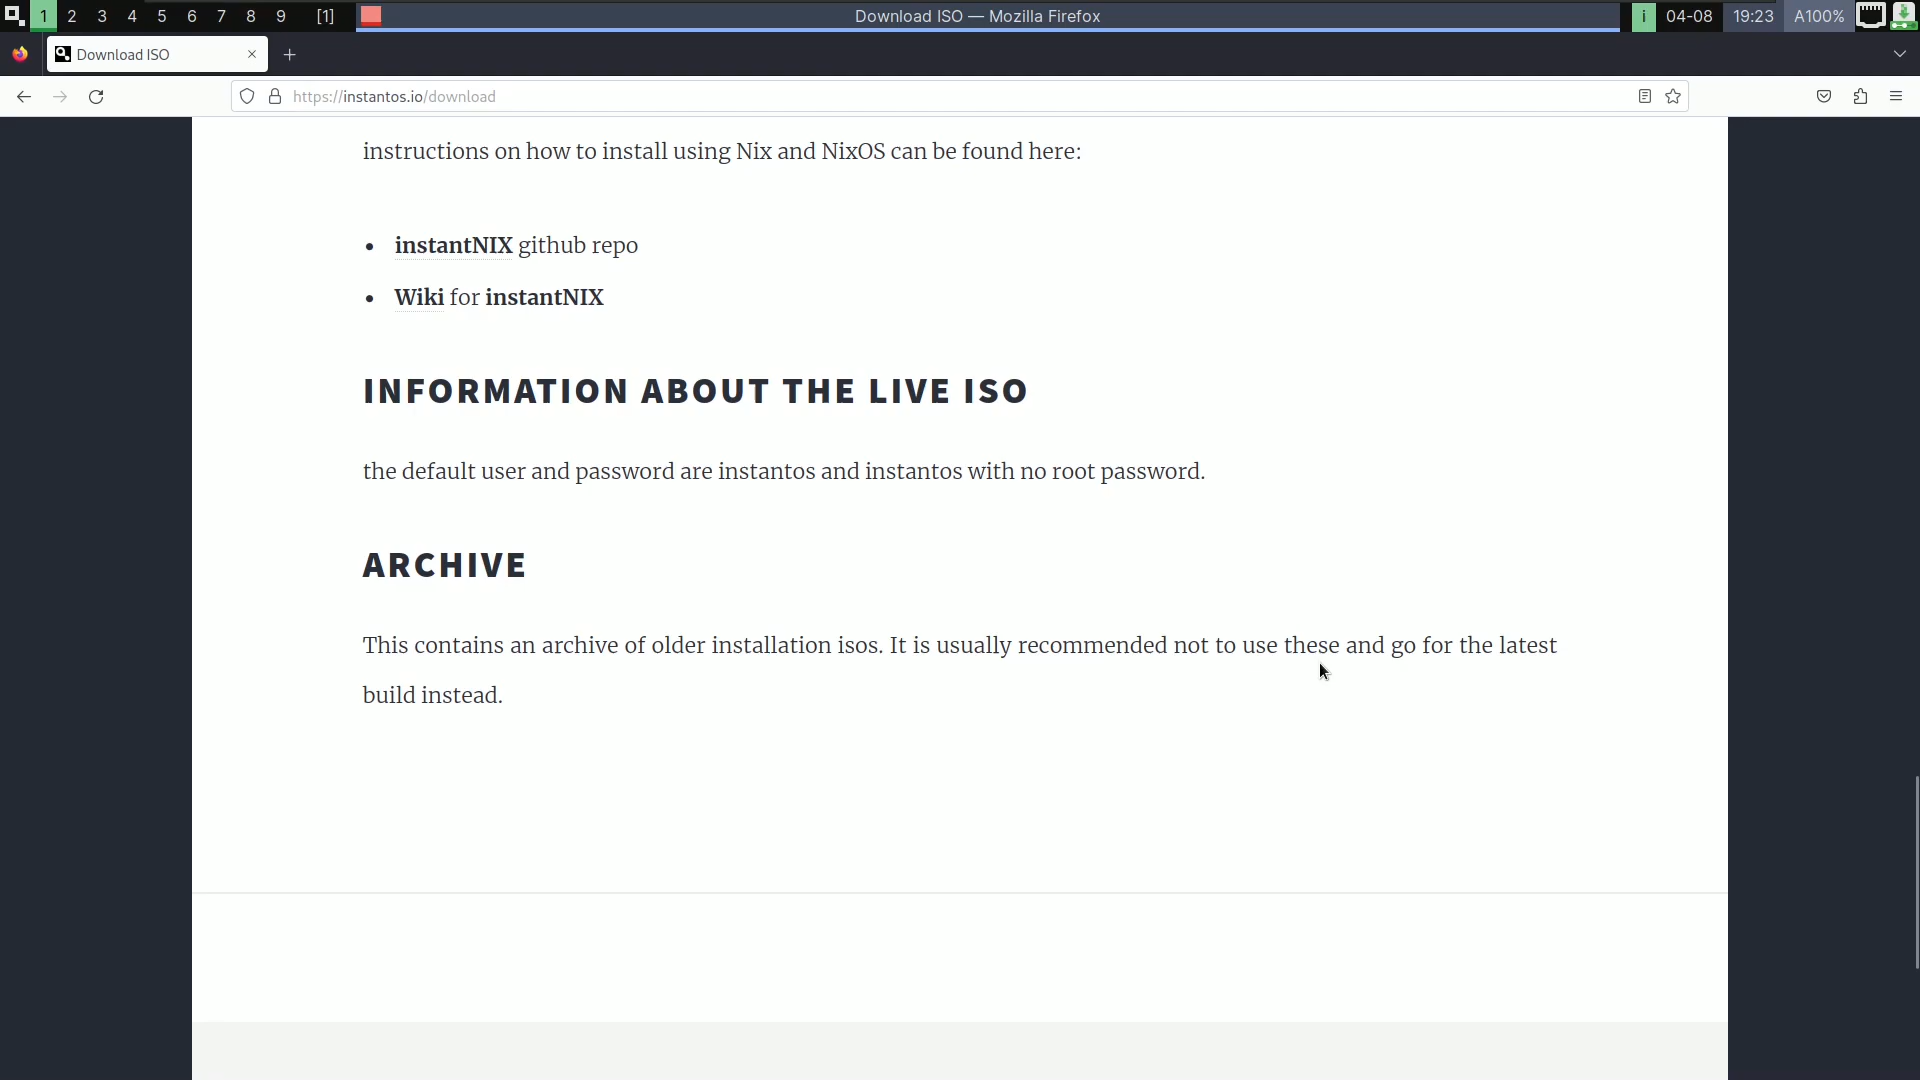 1 2 3 4 5 6 7 8 9 [1] Download ISO — Mozilla Firefox i 04-08 19:23 A100%
Download ISO
https://instantos.io/download
instructions on how to install using Nix and NixOS can be found here:
• instantNIX github repo
• Wiki for instantNIX
INFORMATION ABOUT THE LIVE ISO
the default user and password are instantos and instantos with no root password.
ARCHIVE
This contains an archive of older installation isos. It is usually recommended not to use these and go for the latest
build instead.